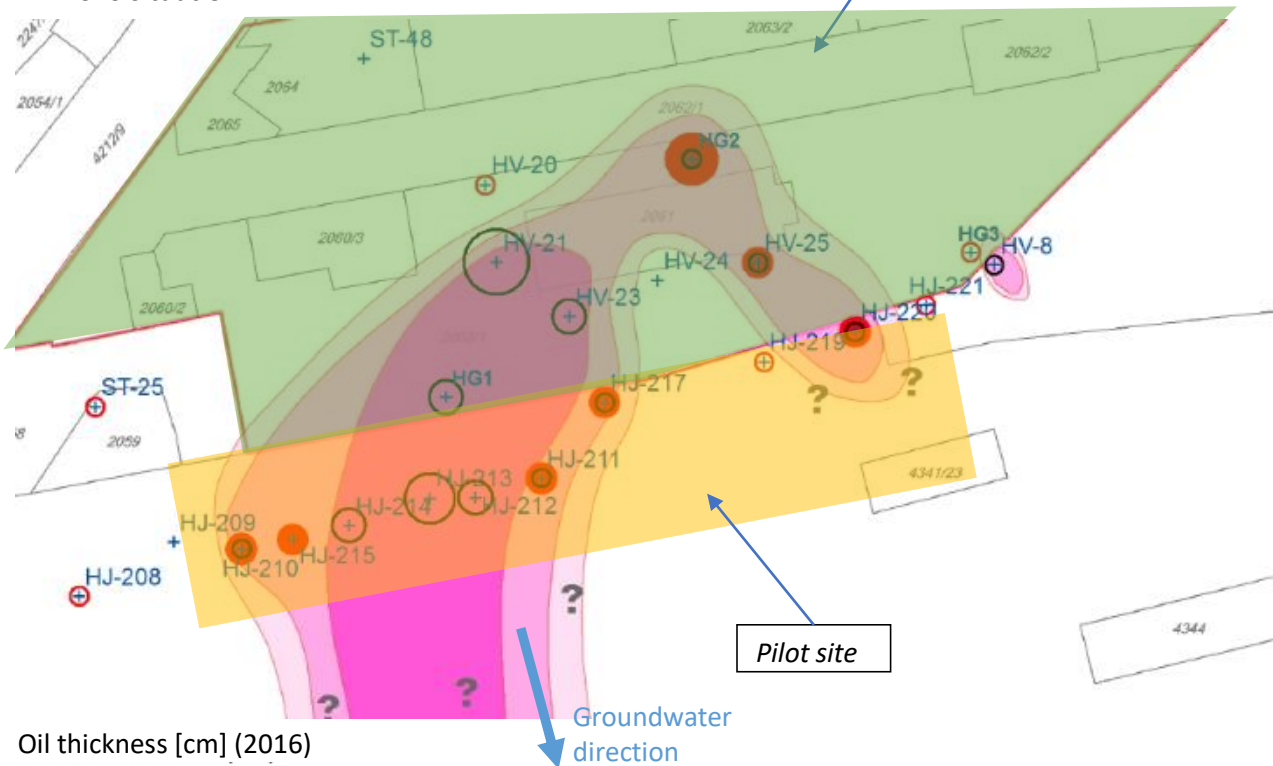 2247/
ST-48
2063/2
2062/2
2054/1
2064
2065
4212/9
2062/1
HG2
HV-20
2061
2060/3
HV-21
HV-25
HV-24
HG3
HV-8
2060/2
HV-23
HJ-221
HJ-220
HJ-219
HG1
HJ-217
ST-25
?
?
2059
HJ-211
4341/23
HJ-213
HJ-214
HJ-212
HJ-209
HJ-215
HJ-210
HJ-208
?
4344
Pilot site
?
?
Groundwater
direction
Oil thickness [cm] (2016)